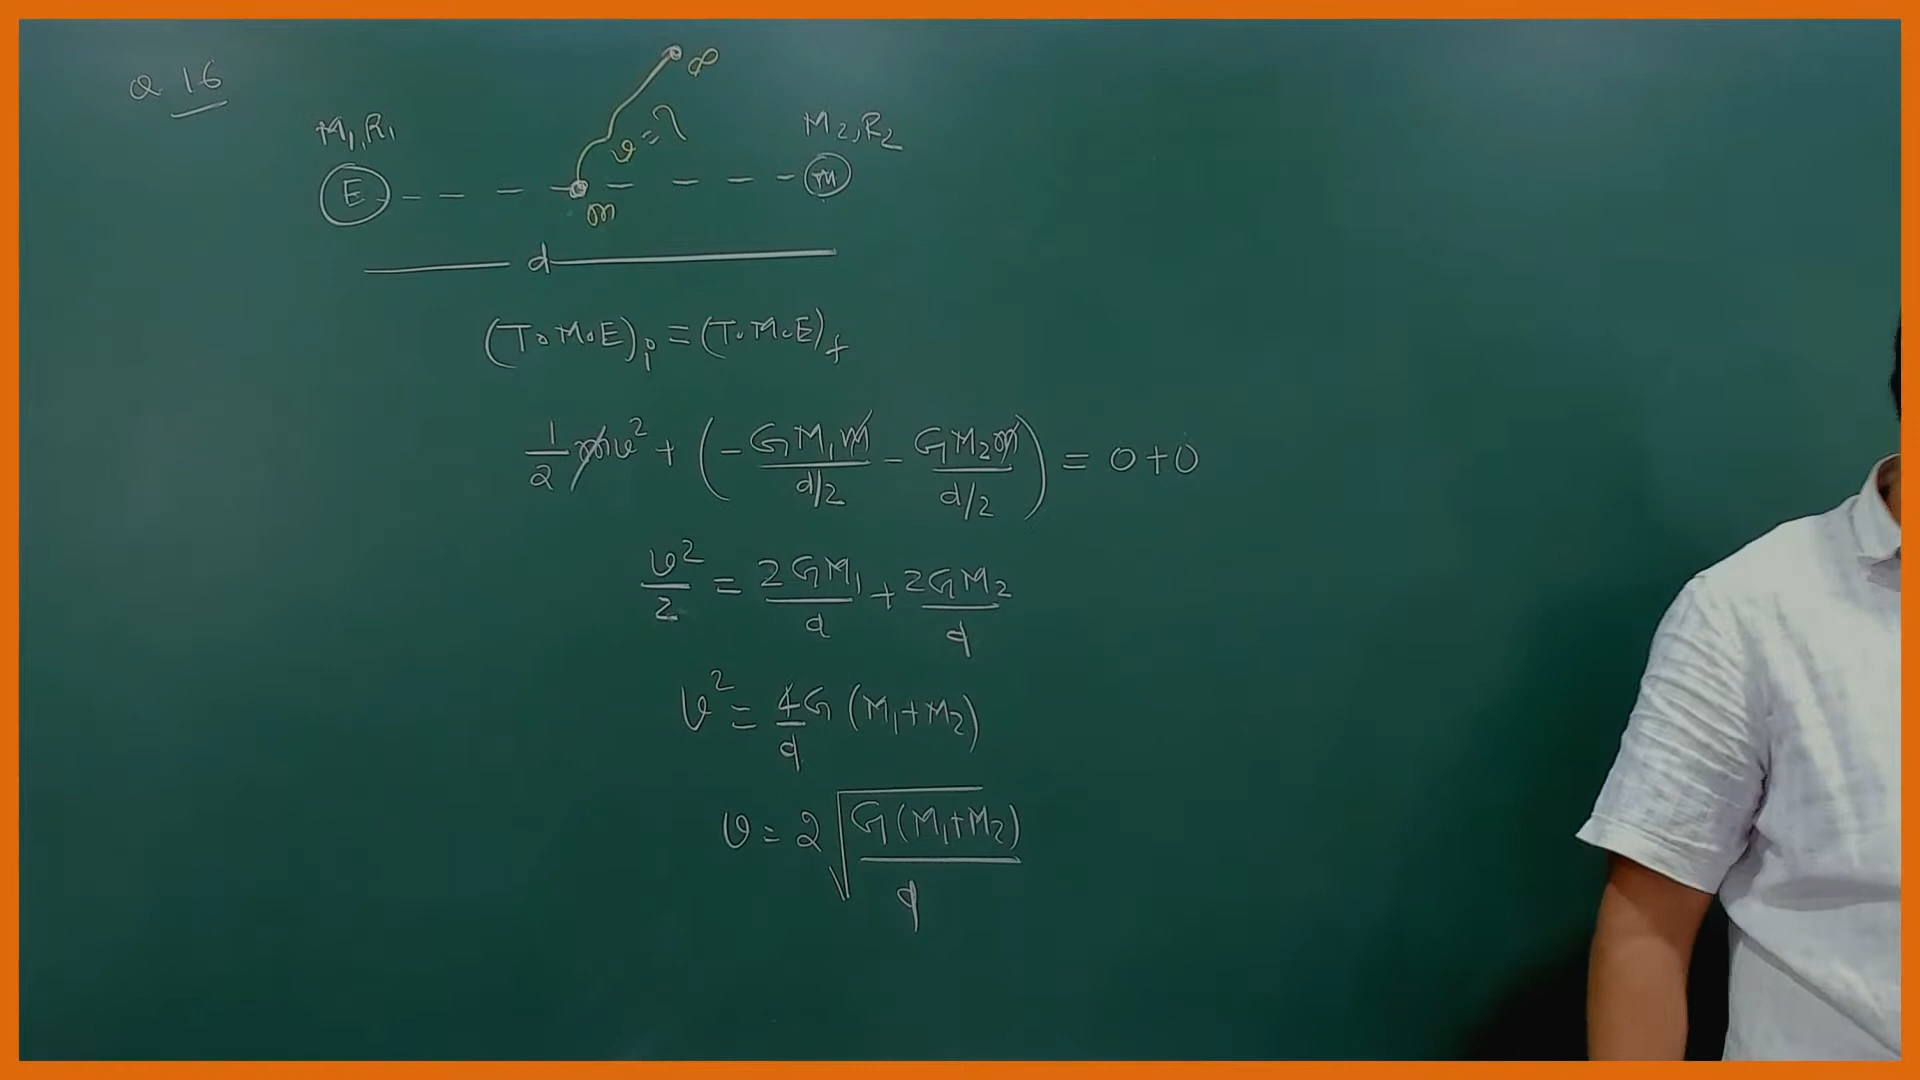 Q. 16
∞
M1, R1
v = ?
M2, R2
E
m
m
d
(T.M.E)i = (T.M.E)f
1/2 mv² + (- GM1m / d/2 - GM2m / d/2) = 0+0
v²/2 = 2GM1/d + 2GM2/d
v² = 4G/d (M1+M2)
v = 2 √(G(M1+M2)/d)